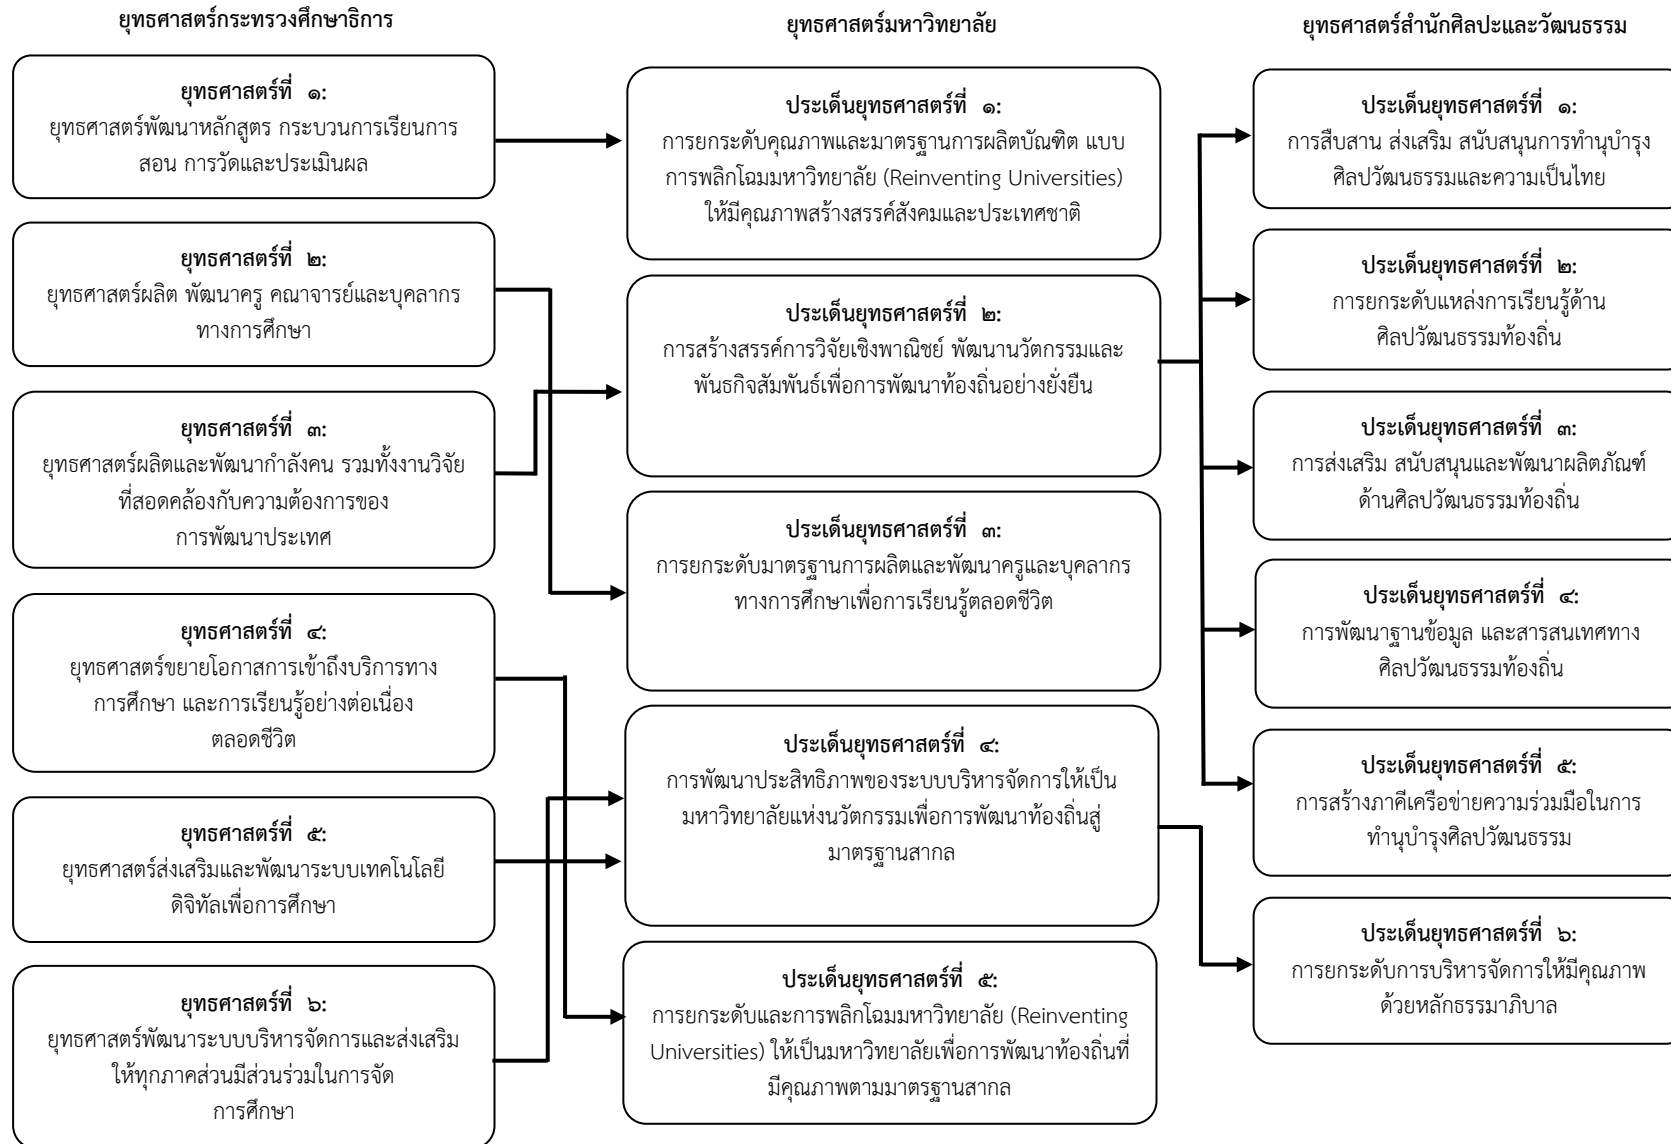 ยุทธศาสตร์กระทรวงศึกษาธิการ
ยุทธศาสตร์ที่ ๑:
ยุทธศาสตร์พัฒนาหลักสูตร กระบวนการเรียนการ
สอน การวัดและประเมินผล
ยุทธศาสตร์ที่ ๒:
ยุทธศาสตร์ผลิต พัฒนาครู คณาจารย์และบุคลากร
ทางการศึกษา
ยุทธศาสตร์ที่ ๓:
ยุทธศาสตร์ผลิตและพัฒนากำลังคน รวมทั้งงานวิจัย
ที่สอดคล้องกับความต้องการของ
การพัฒนาประเทศ
ยุทธศาสตร์ที่ ๔:
ยุทธศาสตร์ขยายโอกาสการเข้าถึงบริการทาง
การศึกษา และการเรียนรู้อย่างต่อเนื่อง
ตลอดชีวิต
ยุทธศาสตร์ที่ ๕:
ยุทธศาสตร์ส่งเสริมและพัฒนาระบบเทคโนโลยี
ดิจิทัลเพื่อการศึกษา
ยุทธศาสตร์ที่ ๖:
ยุทธศาสตร์พัฒนาระบบบริหารจัดการและส่งเสริม
ให้ทุกภาคส่วนมีส่วนร่วมในการจัด
การศึกษา
ยุทธศาสตร์มหาวิทยาลัย
ประเด็นยุทธศาสตร์ที่ ๑:
การยกระดับคุณภาพและมาตรฐานการผลิตบัณฑิต แบบ
การพลิกโฉมมหาวิทยาลัย (Reinventing Universities)
ให้มีคุณภาพสร้างสรรค์สังคมและประเทศชาติ
ประเด็นยุทธศาสตร์ที่ ๒:
การสร้างสรรค์การวิจัยเชิงพาณิชย์ พัฒนานวัตกรรมและ
พันธกิจสัมพันธ์เพื่อการพัฒนาท้องถิ่นอย่างยั่งยืน
ประเด็นยุทธศาสตร์ที่ ๓:
การยกระดับมาตรฐานการผลิตและพัฒนาครูและบุคลากร
ทางการศึกษาเพื่อการเรียนรู้ตลอดชีวิต
ประเด็นยุทธศาสตร์ที่ ๔:
การพัฒนาประสิทธิภาพของระบบบริหารจัดการให้เป็น
มหาวิทยาลัยแห่งนวัตกรรมเพื่อการพัฒนาท้องถิ่นสู่
มาตรฐานสากล
ประเด็นยุทธศาสตร์ที่ ๕:
การยกระดับและการพลิกโฉมมหาวิทยาลัย (Reinventing
Universities) ให้เป็นมหาวิทยาลัยเพื่อการพัฒนาท้องถิ่นที่
มีคุณภาพตามมาตรฐานสากล
ยุทธศาสตร์สำนักศิลปะและวัฒนธรรม
ประเด็นยุทธศาสตร์ที่ ๑:
การสืบสาน ส่งเสริม สนับสนุนการทำนุบำรุง
ศิลปวัฒนธรรมและความเป็นไทย
ประเด็นยุทธศาสตร์ที่ ๒:
การยกระดับแหล่งการเรียนรู้ด้าน
ศิลปวัฒนธรรมท้องถิ่น
ประเด็นยุทธศาสตร์ที่ ๓:
การส่งเสริม สนับสนุนและพัฒนาผลิตภัณฑ์
ด้านศิลปวัฒนธรรมท้องถิ่น
ประเด็นยุทธศาสตร์ที่ ๔:
การพัฒนาฐานข้อมูล และสารสนเทศทาง
ศิลปวัฒนธรรมท้องถิ่น
ประเด็นยุทธศาสตร์ที่ ๕:
การสร้างภาคีเครือข่ายความร่วมมือในการ
ทำนุบำรุงศิลปวัฒนธรรม
ประเด็นยุทธศาสตร์ที่ ๖:
การยกระดับการบริหารจัดการให้มีคุณภาพ
ด้วยหลักธรรมาภิบาล